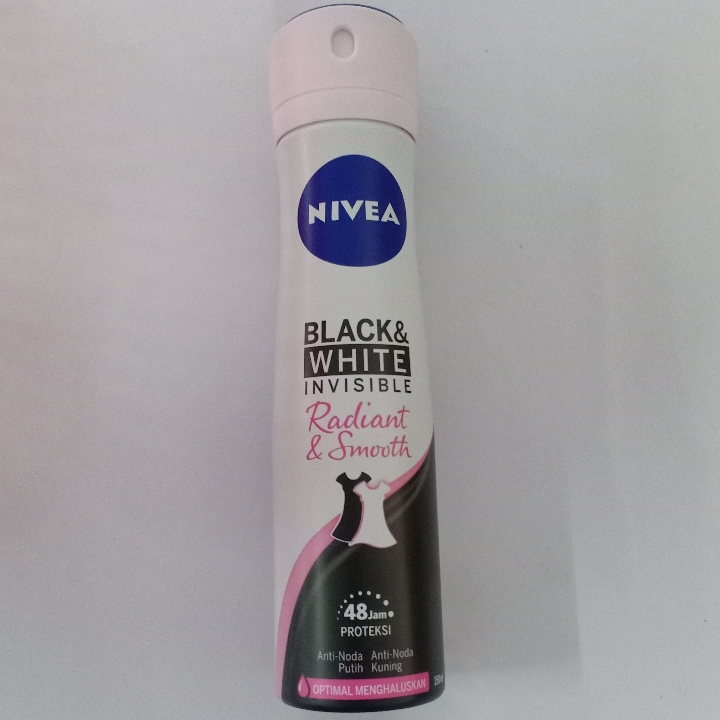 NIVEA
BLACK&
WHITE
INVISIBLE
Radiant
& Smooth
48Jam
PROTEKSI
Anti-Noda Anti-Noda
Putih Kuning
OPTIMAL MENGHALUSKAN